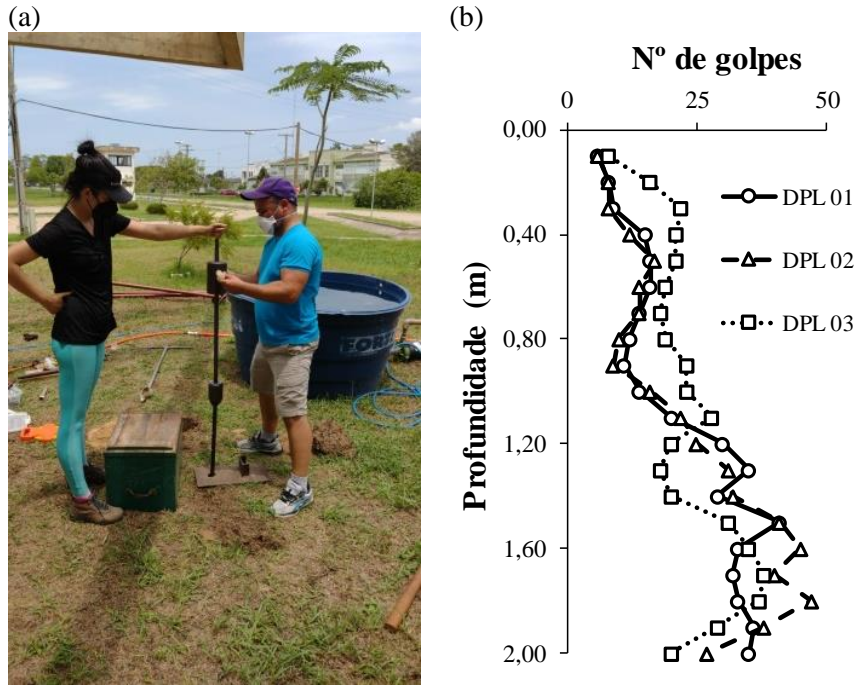 (a)
(b)
Nº de golpes
0 25 50
0,00
0,40
0,80
1,20
1,60
2,00
Profundidade (m)
DPL 01
DPL 02
DPL 03
FORTLEV